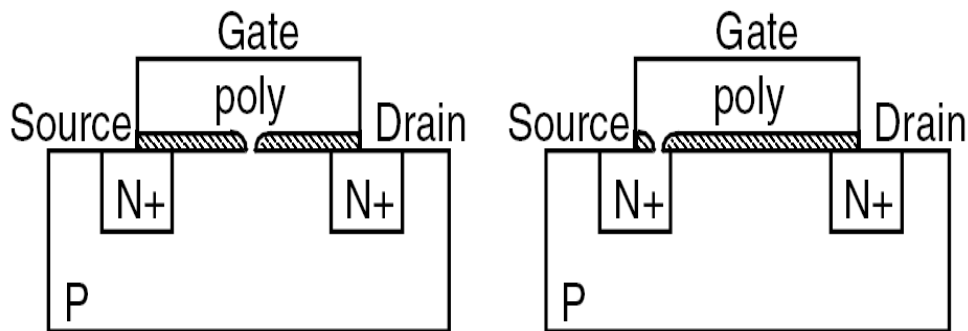 Gate
poly
Source
Drain
N+
N+
P
Gate
poly
Source
Drain
N+
N+
P